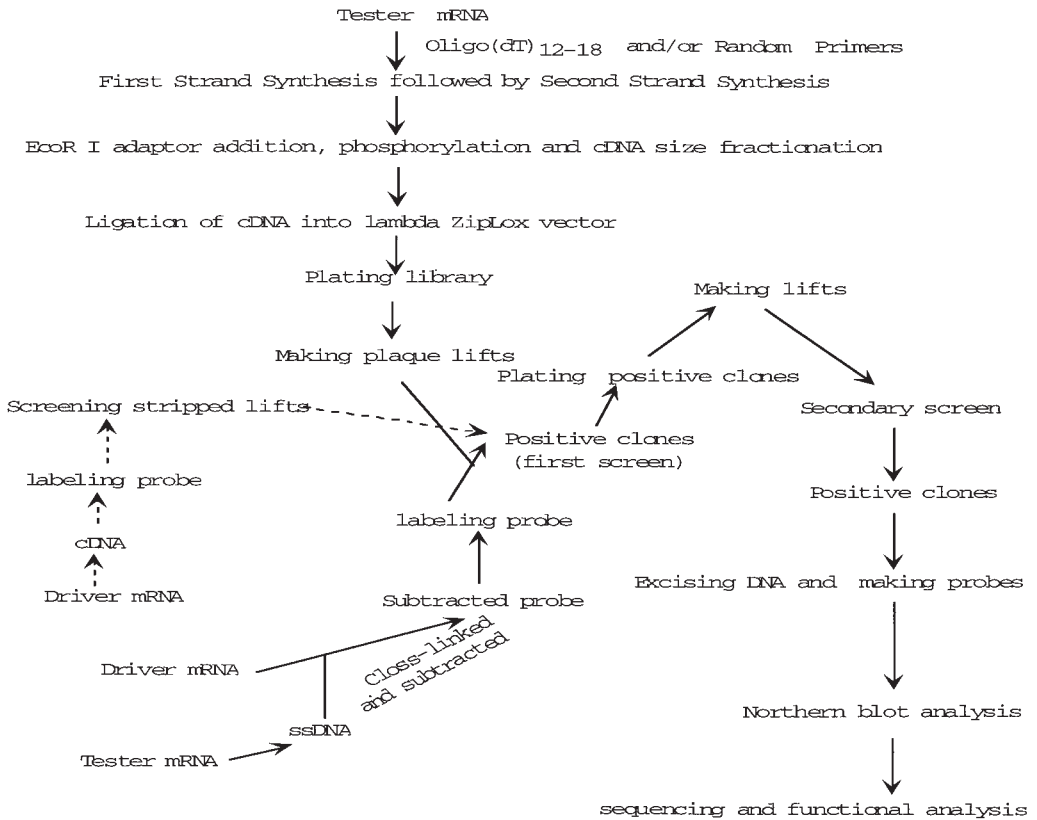 Tester mRNA
Oligo(dT)12-18 and/or Random Primers
First Strand Synthesis followed by Second Strand Synthesis
EcoR I adaptor addition, phosphorylation and cDNA size fractionation
Ligation of cDNA into lambda ZipLox vector
Plating library
Making lifts
Making plaque lifts
Plating positive clones
Screening stripped lifts
Secondary screen
Positive clones
(first screen)
labeling probe
Positive clones
labeling probe
cDNA
Excising DNA and making probes
Driver mRNA
Subtracted probe
Closs-linked
and subtracted
Driver mRNA
Northern blot analysis
ssDNA
Tester mRNA
sequencing and functional analysis